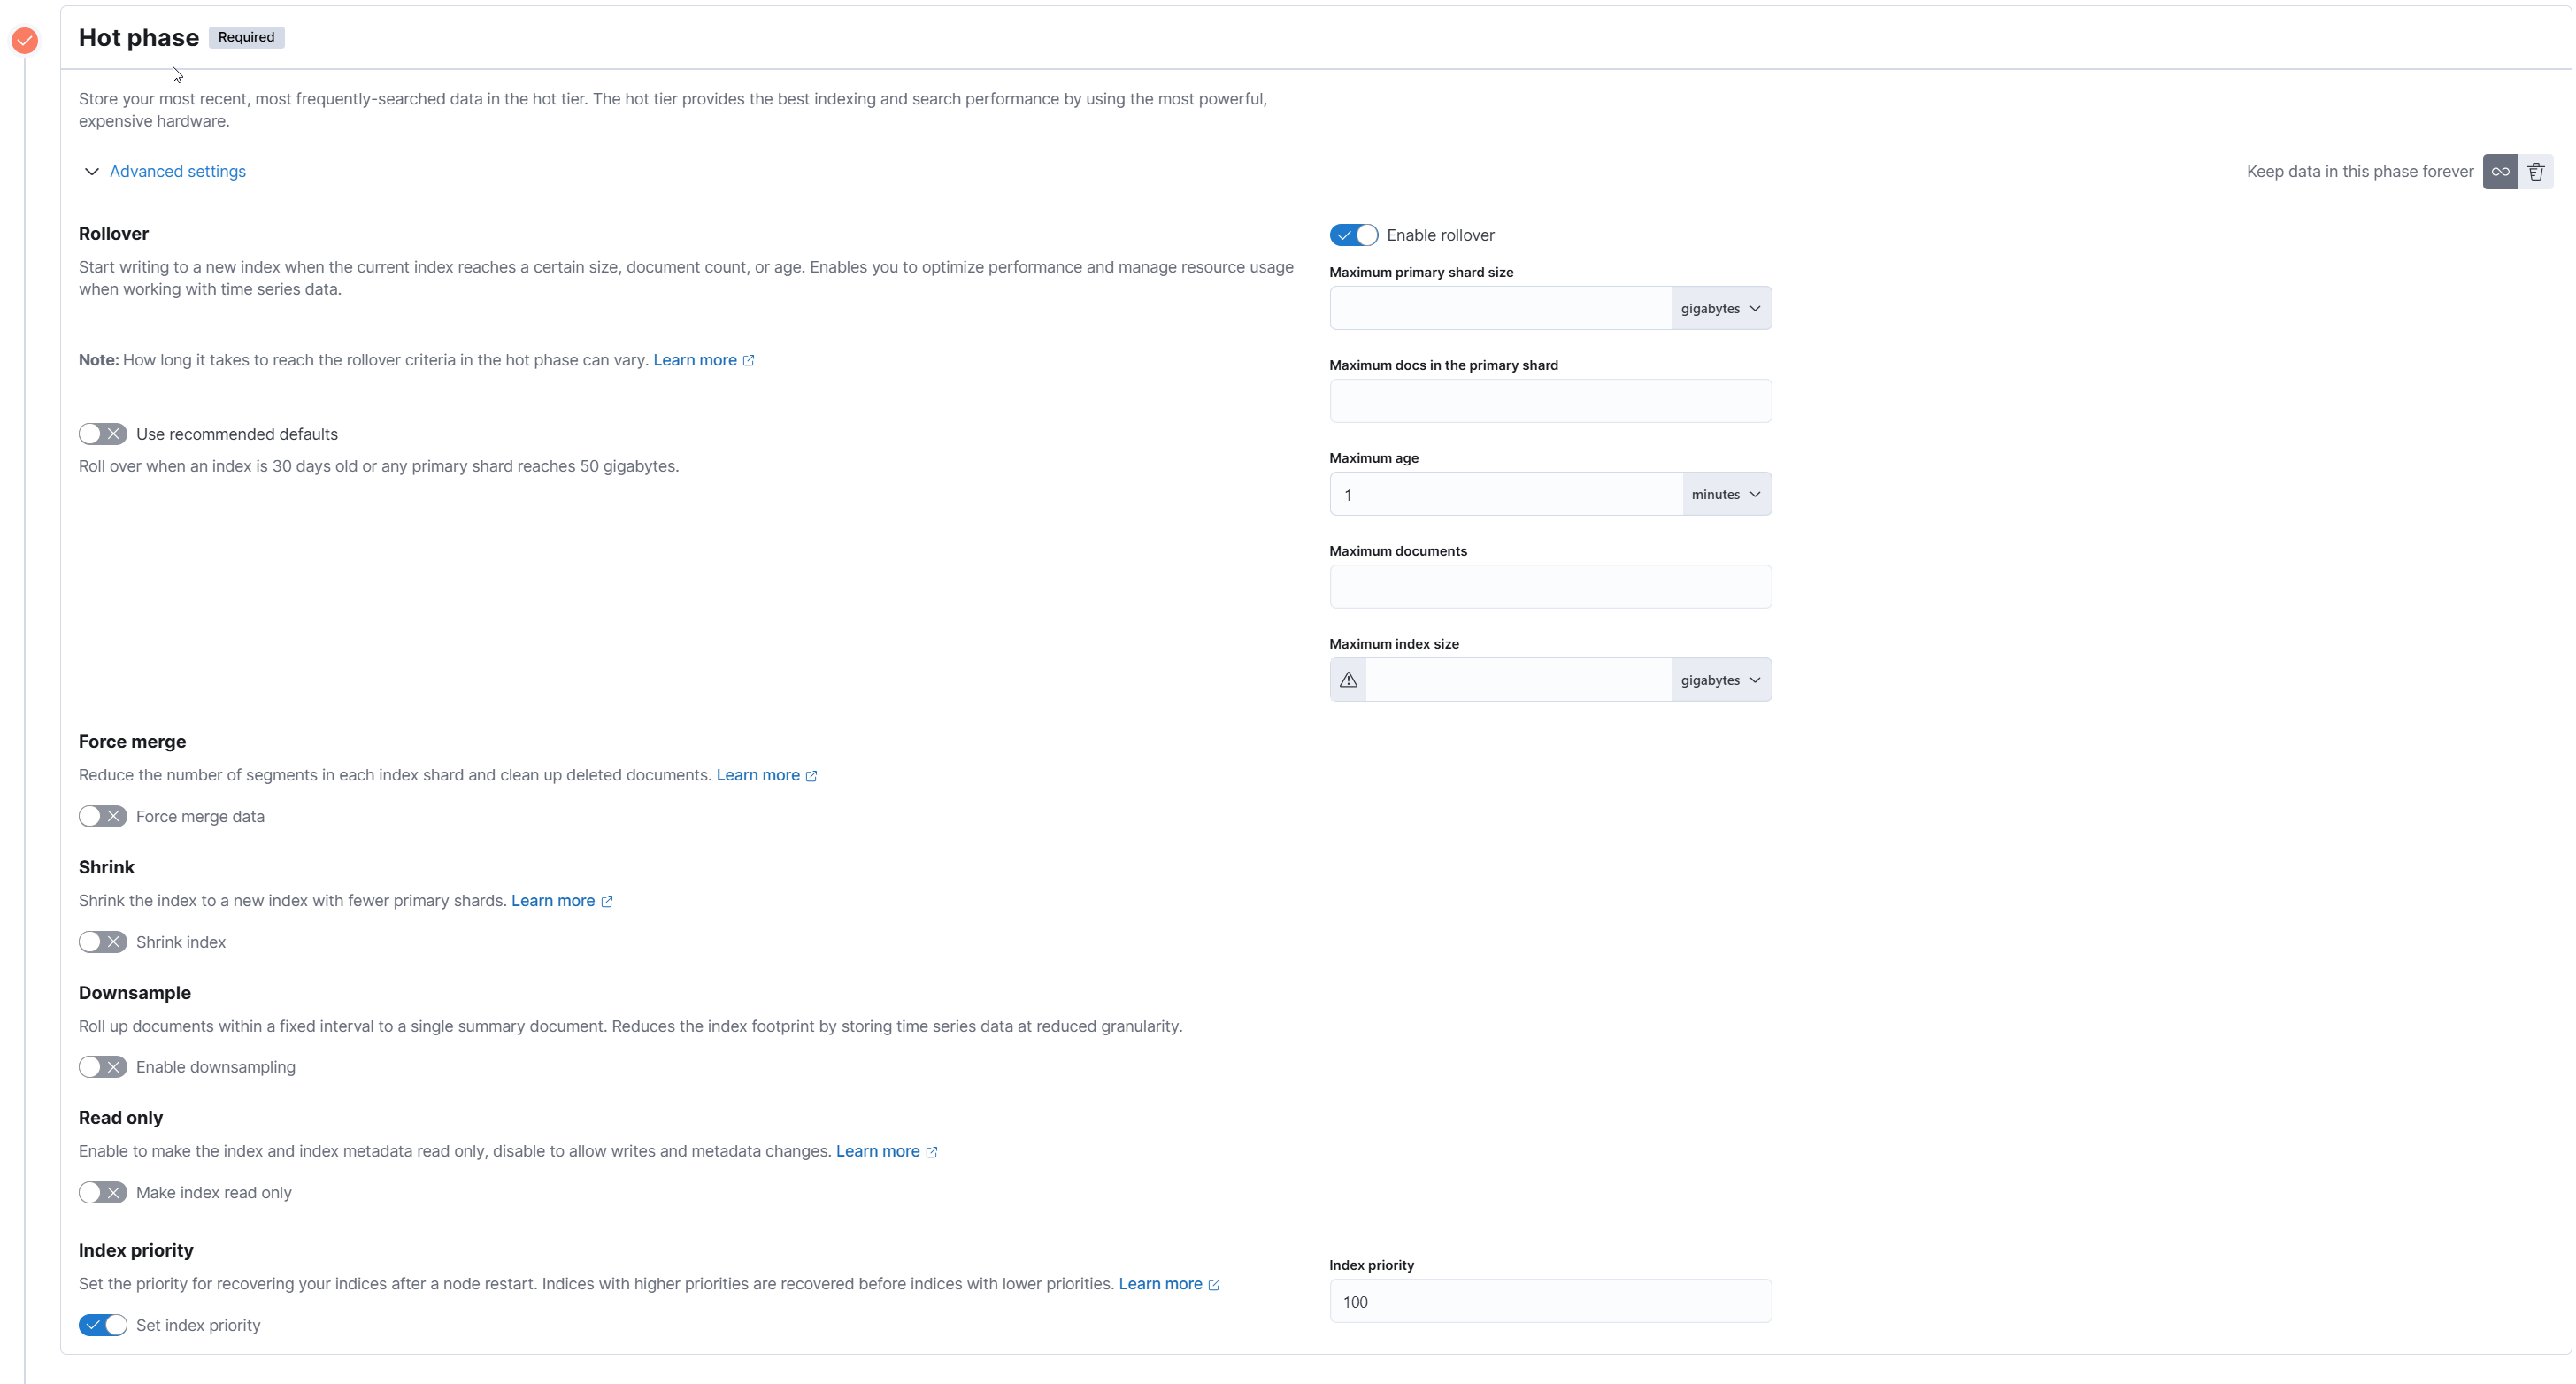 Hot phase Required
Store your most recent, most frequently-searched data in the hot tier. The hot tier provides the best indexing and search performance by using the most powerful,
expensive hardware.
Advanced settings
Keep data in this phase forever
Rollover
Start writing to a new index when the current index reaches a certain size, document count, or age. Enables you to optimize performance and manage resource usage
when working with time series data.
Note: How long it takes to reach the rollover criteria in the hot phase can vary. Learn more
Use recommended defaults
Roll over when an index is 30 days old or any primary shard reaches 50 gigabytes.
Enable rollover
Maximum primary shard size
gigabytes
Maximum docs in the primary shard
Maximum age
1 minutes
Maximum documents
Maximum index size
gigabytes
Force merge
Reduce the number of segments in each index shard and clean up deleted documents. Learn more
Force merge data
Shrink
Shrink the index to a new index with fewer primary shards. Learn more
Shrink index
Downsample
Roll up documents within a fixed interval to a single summary document. Reduces the index footprint by storing time series data at reduced granularity.
Enable downsampling
Read only
Enable to make the index and index metadata read only, disable to allow writes and metadata changes. Learn more
Make index read only
Index priority
Set the priority for recovering your indices after a node restart. Indices with higher priorities are recovered before indices with lower priorities. Learn more
Set index priority
Index priority
100